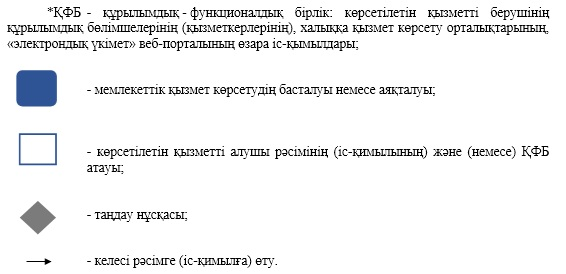 *ҚФБ - құрылымдық - функционалдық бірлік: көрсетілетін қызметті берушінің
құрылымдық бөлімшелерінің (қызметкерлерінің), халыққа қызмет көрсету орталықтарының,
«электрондық үкімет» веб-порталының өзара іс-қымылдары;
- мемлекеттік қызмет көрсетудің басталуы немесе аяқталуы;
- көрсетілетін қызметті алушы рәсімінің (іс-қимылының) және (немесе) ҚФБ
атауы;
- таңдау нұсқасы;
- келесі рәсімге (іс-қимылға) өту.